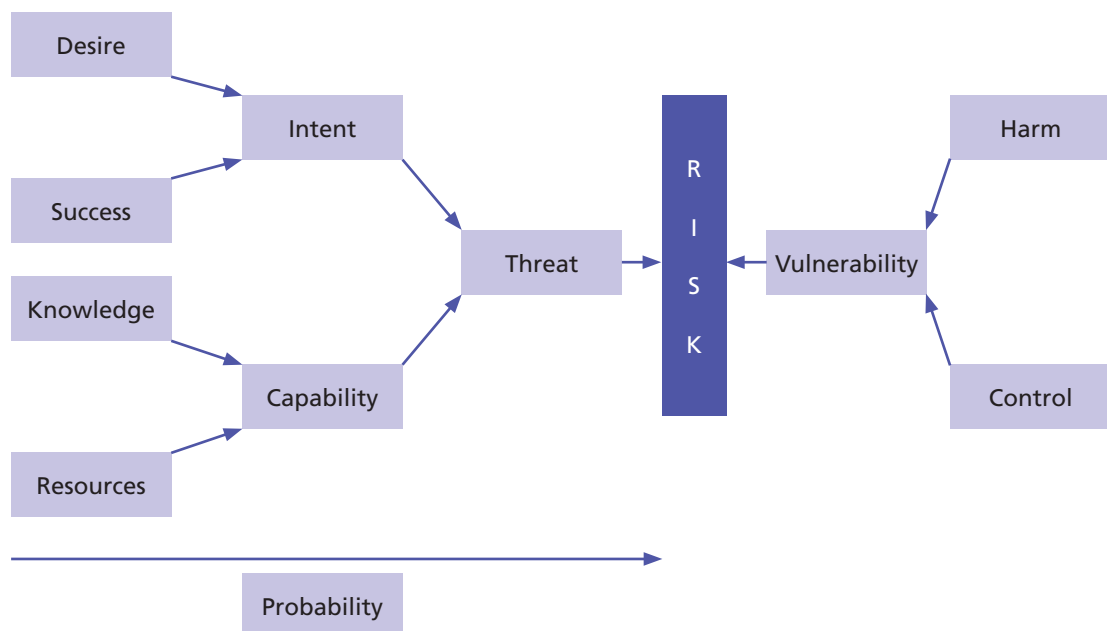 Desire
Success
Knowledge
Resources
Intent
Capability
Threat
R
I
S
K
Vulnerability
Harm
Control
Probability